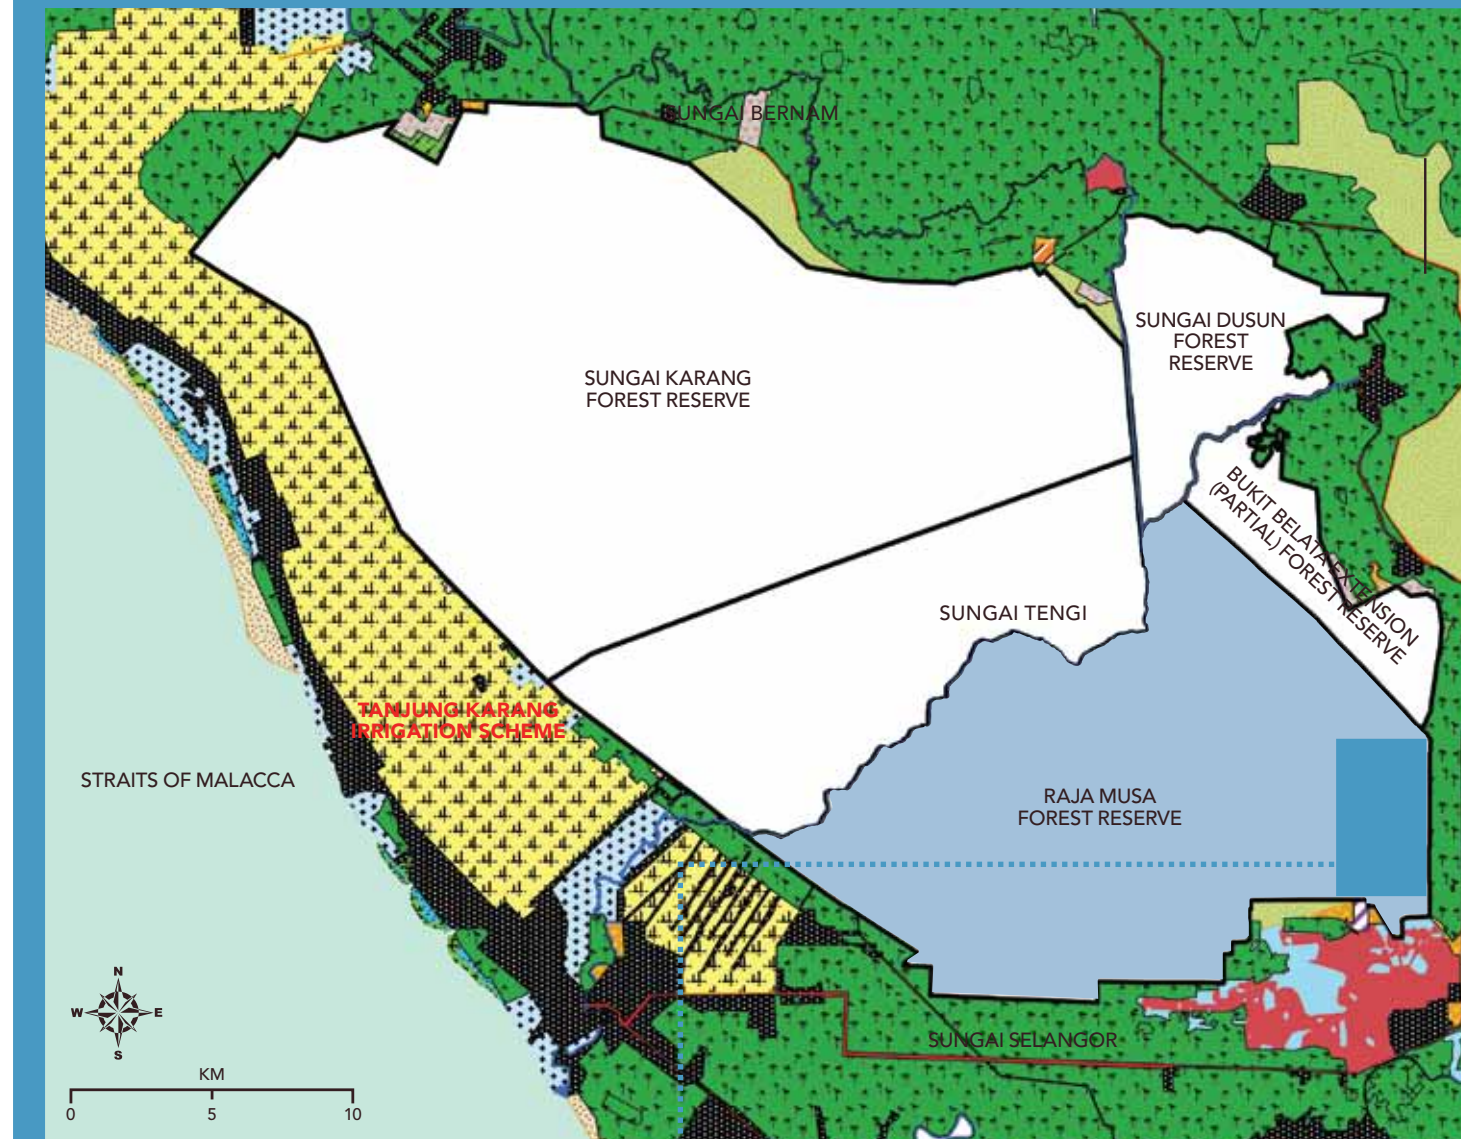 SUNGAI BERNAM
SUNGAI DUSUN
FOREST
RESERVE
SUNGAI KARANG
FOREST RESERVE
BUKIT BELATA EXTENSION
(PARTIAL) FOREST RESERVE
SUNGAI TENGI
TANJUNG KARANG
IRRIGATION SCHEME
STRAITS OF MALACCA
RAJA MUSA
FOREST RESERVE
SUNGAI SELANGOR
N
W E
S
KM
0 5 10